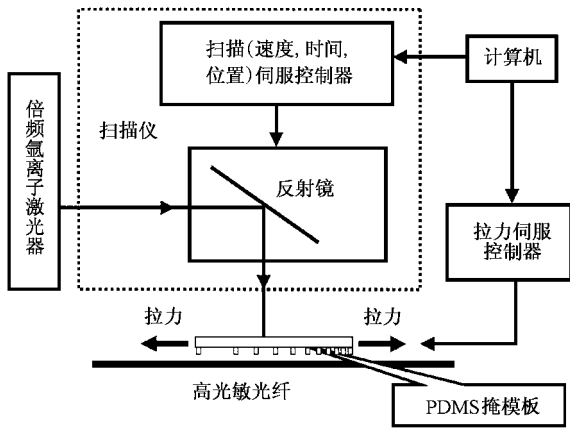 扫描(速度,时间,
位置)伺服控制器
计算机
倍频氩离子激光器
扫描仪
反射镜
拉力伺服
控制器
拉力
拉力
高光敏光纤
PDMS掩模板